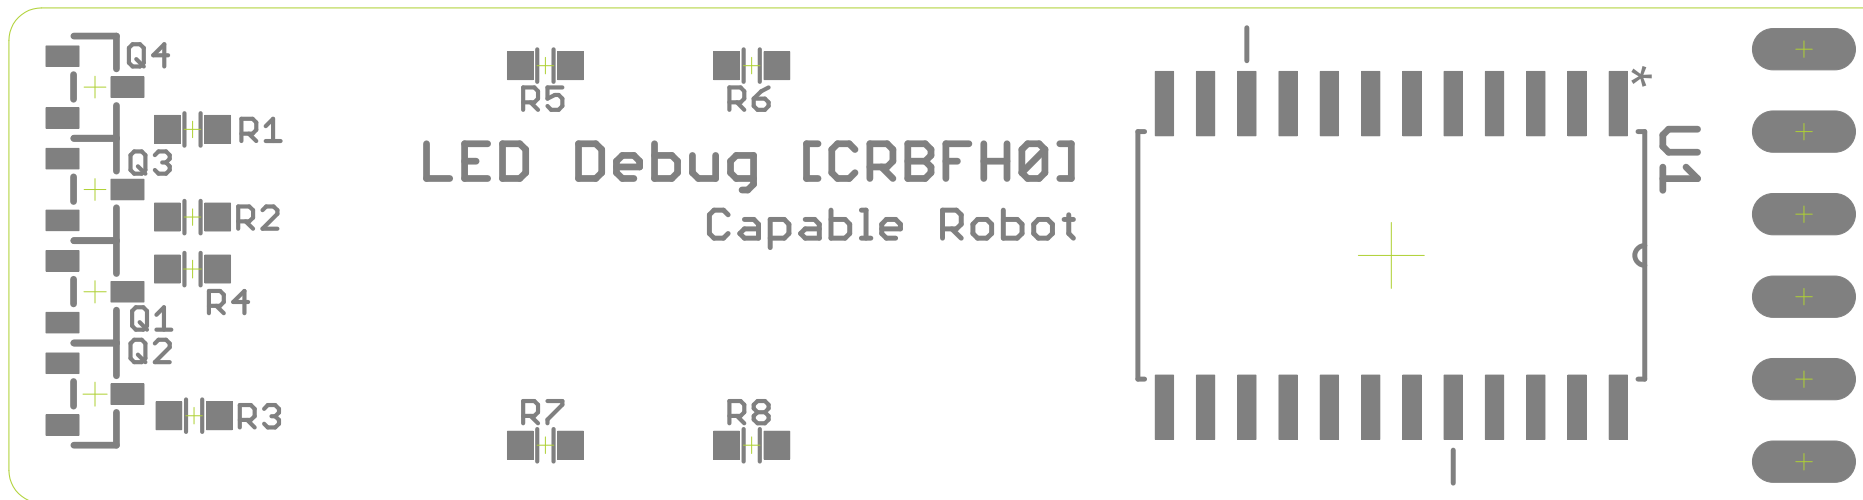 Q4
R5
R6
*
R1
U1
Q3
LED Debug [CRBFH0]
R2
Capable Robot
R4
Q1
Q2
R3
R7
R8